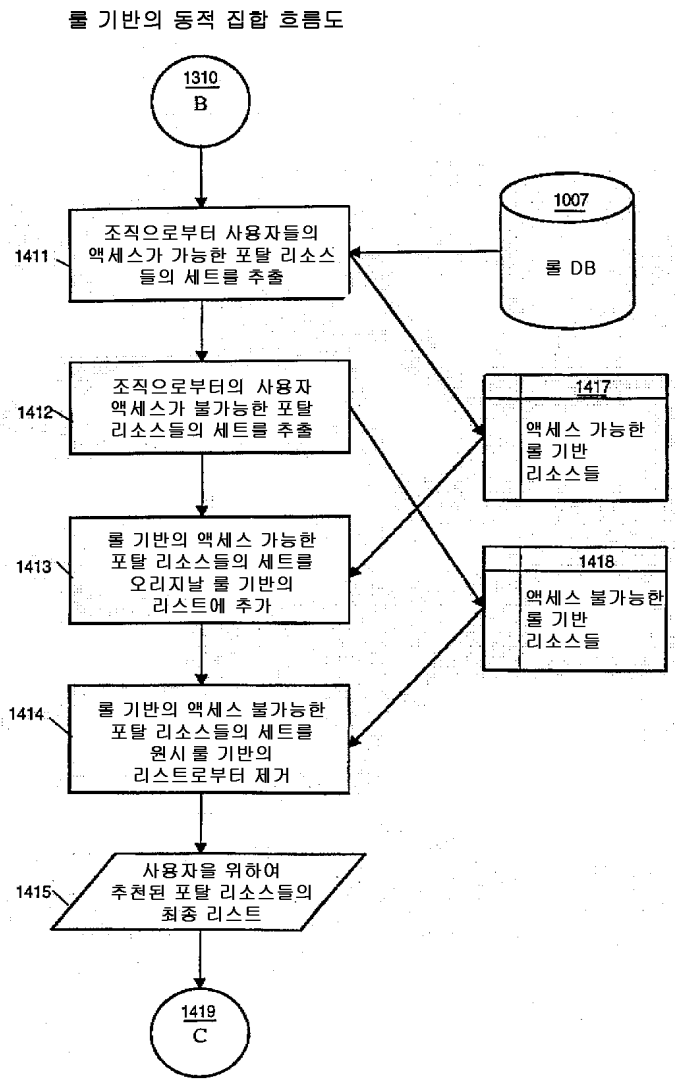 룰 기반의 동적 집합 흐름도
1310
B
1411
조직으로부터 사용자들의
액세스가 가능한 포탈 리소스
들의 세트를 추출
1007
룰 DB
1412
조직으로부터의 사용자
액세스가 불가능한 포탈
리소스들의 세트를 추출
1417
액세스 가능한
룰 기반
리소스들
1413
룰 기반의 액세스 가능한
포탈 리소스들의 세트를
오리지날 룰 기반의
리스트에 추가
1418
액세스 불가능한
룰 기반
리소스들
1414
룰 기반의 액세스 불가능한
포탈 리소스들의 세트를
원시 룰 기반의
리스트로부터 제거
1415
사용자을 위하여
추천된 포탈 리소스들의
최종 리스트
1419
C